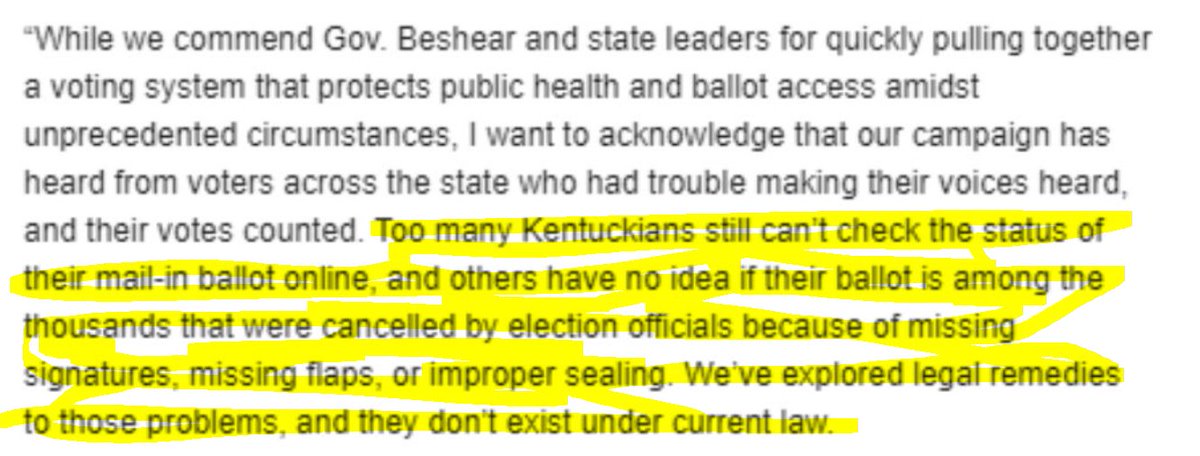 “While we commend Gov. Beshear and state leaders for quickly pulling together
a voting system that protects public health and ballot access amidst
unprecedented circumstances, I want to acknowledge that our campaign has
heard from voters across the state who had trouble making their voices heard,
and their votes counted. Too many Kentuckians still can’t check the status of
their mail-in ballot online, and others have no idea if their ballot is among the
thousands that were cancelled by election officials because of missing
signatures, missing flaps, or improper sealing. We’ve explored legal remedies
to those problems, and they don’t exist under current law.